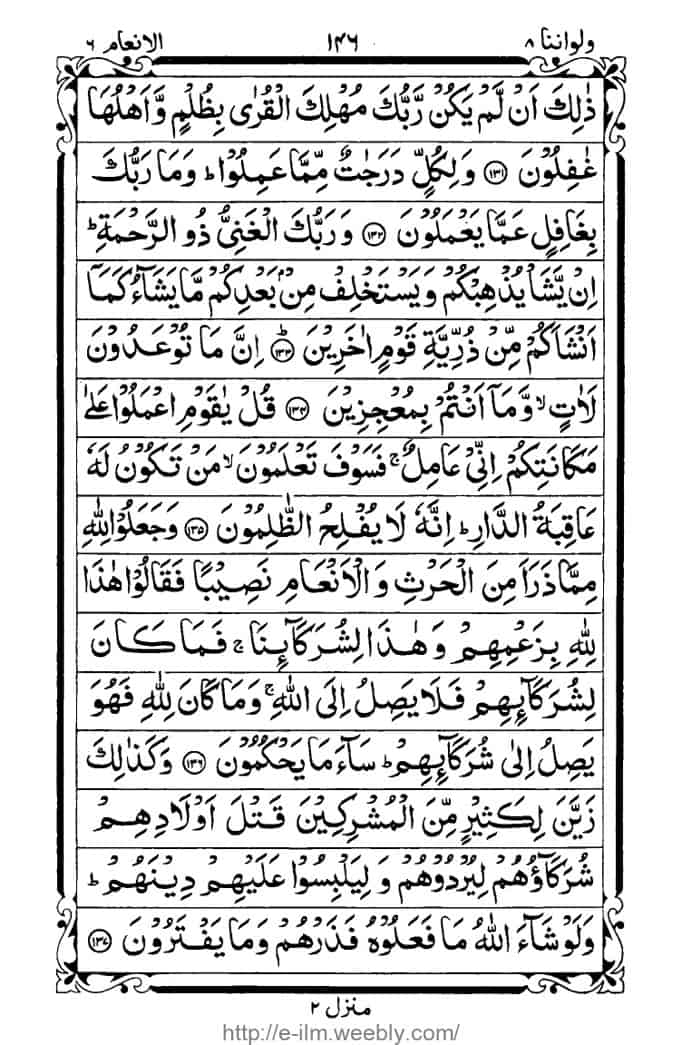 ولواننا ٨ ١٤٦ الانعام ٦
ذٰلِكَ اَنۡ لَّمۡ يَكُنۡ رَّبُّكَ مُهۡلِكَ الۡقُرٰى بِظُلۡمٍ وَّاَهۡلُهَا
غٰفِلُوۡنَ ۝١٣١ وَلِكُلٍّ دَرَجٰتٌ مِّمَّا عَمِلُوۡا ؕ وَمَا رَبُّكَ
بِغَافِلٍ عَمَّا يَعۡمَلُوۡنَ ۝١٣٢ وَرَبُّكَ الۡغَنِىُّ ذُو الرَّحۡمَةِ ؕ
اِنۡ يَّشَاۡ يُذۡهِبۡكُمۡ وَيَسۡتَخۡلِفۡ مِنۡۢ بَعۡدِكُمۡ مَّا يَشَآءُ كَمَاۤ
اَنۡشَاَكُمۡ مِّنۡ ذُرِّيَّةِ قَوۡمٍ اٰخَرِيۡنَ ۝١٣٣ؕ اِنَّ مَا تُوۡعَدُوۡنَ
لَاٰتٍ ۙ وَّمَاۤ اَنۡتُمۡ بِمُعۡجِزِيۡنَ ۝١٣٤ قُلۡ يٰقَوۡمِ اعۡمَلُوۡا عَلٰى
مَكَانَتِكُمۡ اِنِّىۡ عَامِلٌ ۚ فَسَوۡفَ تَعۡلَمُوۡنَ ۙ مَنۡ تَكُوۡنُ لَهٗ
عَاقِبَةُ الدَّارِ ؕ اِنَّهٗ لَا يُفۡلِحُ الظّٰلِمُوۡنَ ۝١٣٥ وَجَعَلُوۡا لِلّٰهِ
مِمَّا ذَرَاَ مِنَ الۡحَرۡثِ وَالۡاَنۡعَامِ نَصِيۡبًا فَقَالُوۡا هٰذَا
لِلّٰهِ بِزَعۡمِهِمۡ وَهٰذَا لِشُرَكَآئِنَا ۚ فَمَا كَانَ
لِشُرَكَآئِهِمۡ فَلَا يَصِلُ اِلَى اللّٰهِ ۚ وَمَا كَانَ لِلّٰهِ فَهُوَ
يَصِلُ اِلٰى شُرَكَآئِهِمۡ ؕ سَآءَ مَا يَحۡكُمُوۡنَ ۝١٣٦ وَكَذٰلِكَ
زَيَّنَ لِكَثِيۡرٍ مِّنَ الۡمُشۡرِكِيۡنَ قَتۡلَ اَوۡلَادِهِمۡ
شُرَكَآؤُهُمۡ لِيُرۡدُوۡهُمۡ وَلِيَلۡبِسُوۡا عَلَيۡهِمۡ دِيۡنَهُمۡ ؕ
وَلَوۡ شَآءَ اللّٰهُ مَا فَعَلُوۡهُ فَذَرۡهُمۡ وَمَا يَفۡتَرُوۡنَ ۝١٣٧
منزل ٢
http://e-ilm.weebly.com/